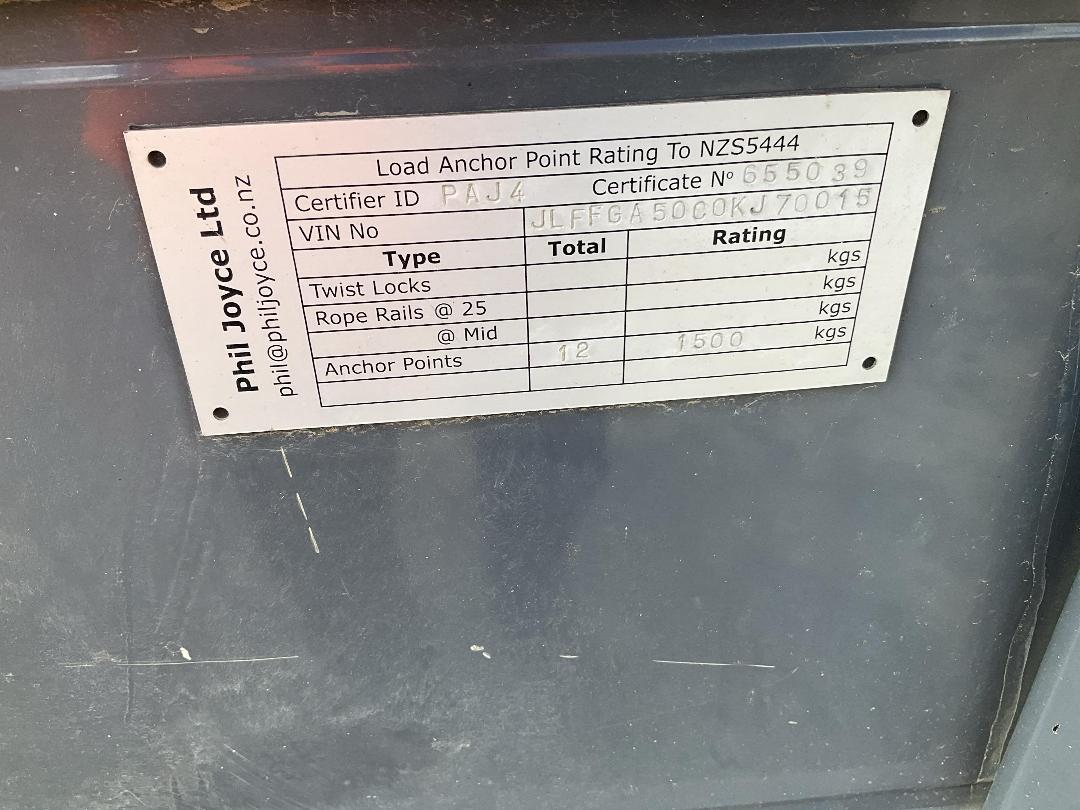 Phil Joyce Ltd
phil@philjoyce.co.nz
Load Anchor Point Rating To NZS5444
Certifier ID PAJ4 Certificate Nº 655039
VIN No JLFFGA50C0KJ70015
Type Total Rating
Twist Locks kgs
Rope Rails @ 25 kgs
@ Mid kgs
Anchor Points 12 1500 kgs